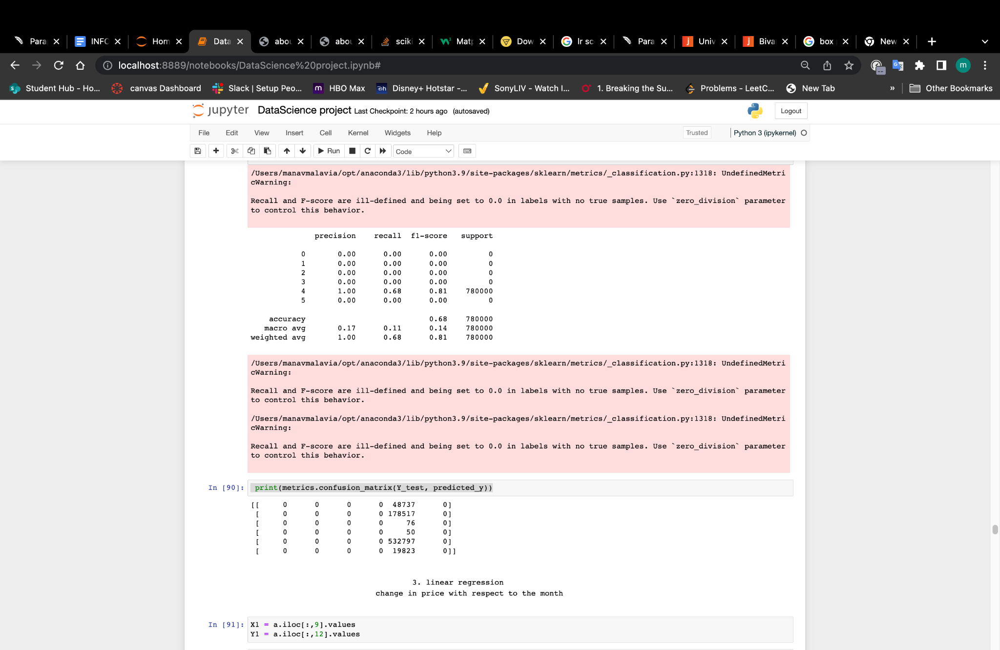 Para
INFC
Hom
Data
abou
abou
sciki
Matp
Dow
lr sc
Para
Univ
Biva
box
New
localhost:8889/notebooks/DataScience%20project.ipynb#
m
Student Hub - Ho...
canvas Dashboard
Slack | Setup Peo...
HBO Max
Disney+ Hotstar -...
SonyLIV - Watch I...
1. Breaking the Su...
Problems - LeetC...
New Tab
»
Other Bookmarks
jupyter DataScience project Last Checkpoint: 2 hours ago (autosaved)
Logout
File Edit View Insert Cell Kernel Widgets Help
Trusted
Python 3 (ipykernel)
Run
Code
/Users/manavmalavia/opt/anaconda3/lib/python3.9/site-packages/sklearn/metrics/_classification.py:1318: UndefinedMetri
cWarning:
Recall and F-score are ill-defined and being set to 0.0 in labels with no true samples. Use `zero_division` parameter
to control this behavior.
precision recall f1-score support
0 0.00 0.00 0.00 0
1 0.00 0.00 0.00 0
2 0.00 0.00 0.00 0
3 0.00 0.00 0.00 0
4 1.00 0.68 0.81 780000
5 0.00 0.00 0.00 0
accuracy 0.68 780000
macro avg 0.17 0.11 0.14 780000
weighted avg 1.00 0.68 0.81 780000
/Users/manavmalavia/opt/anaconda3/lib/python3.9/site-packages/sklearn/metrics/_classification.py:1318: UndefinedMetri
cWarning:
Recall and F-score are ill-defined and being set to 0.0 in labels with no true samples. Use `zero_division` parameter
to control this behavior.
/Users/manavmalavia/opt/anaconda3/lib/python3.9/site-packages/sklearn/metrics/_classification.py:1318: UndefinedMetri
cWarning:
Recall and F-score are ill-defined and being set to 0.0 in labels with no true samples. Use `zero_division` parameter
to control this behavior.
In [90]: print(metrics.confusion_matrix(Y_test, predicted_y))
[[ 0 0 0 0 48737 0]
[ 0 0 0 0 178517 0]
[ 0 0 0 0 76 0]
[ 0 0 0 0 50 0]
[ 0 0 0 0 532797 0]
[ 0 0 0 0 19823 0]]
3. linear regression
change in price with respect to the month
In [91]: X1 = a.iloc[:,9].values
Y1 = a.iloc[:,12].values